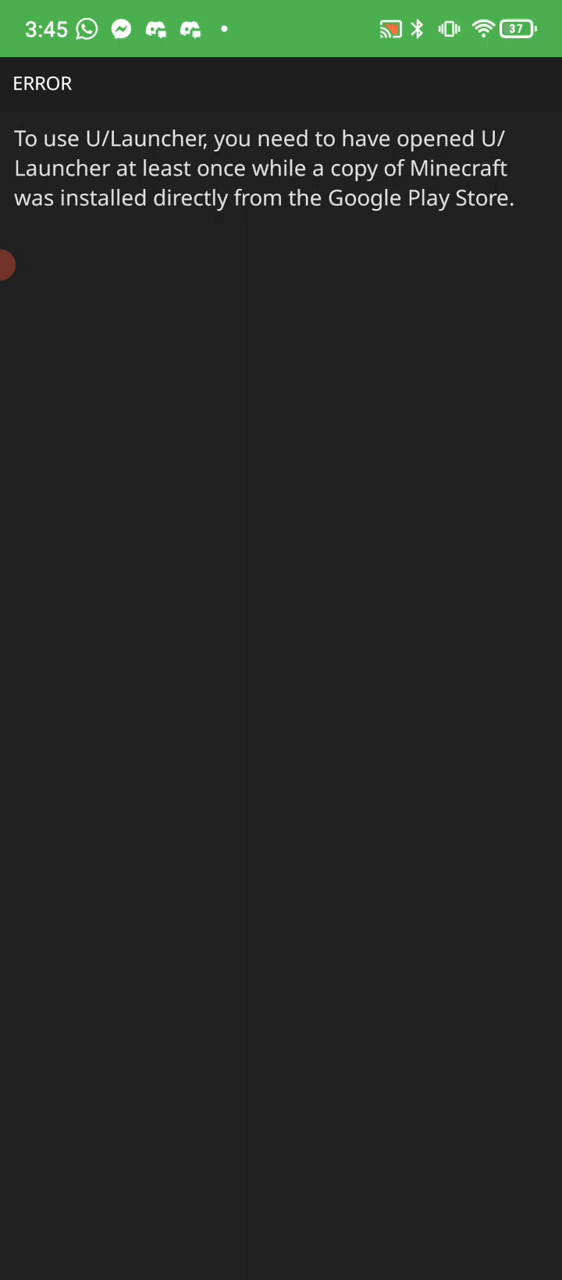 3:45
37
ERROR
To use U/Launcher, you need to have opened U/
Launcher at least once while a copy of Minecraft
was installed directly from the Google Play Store.